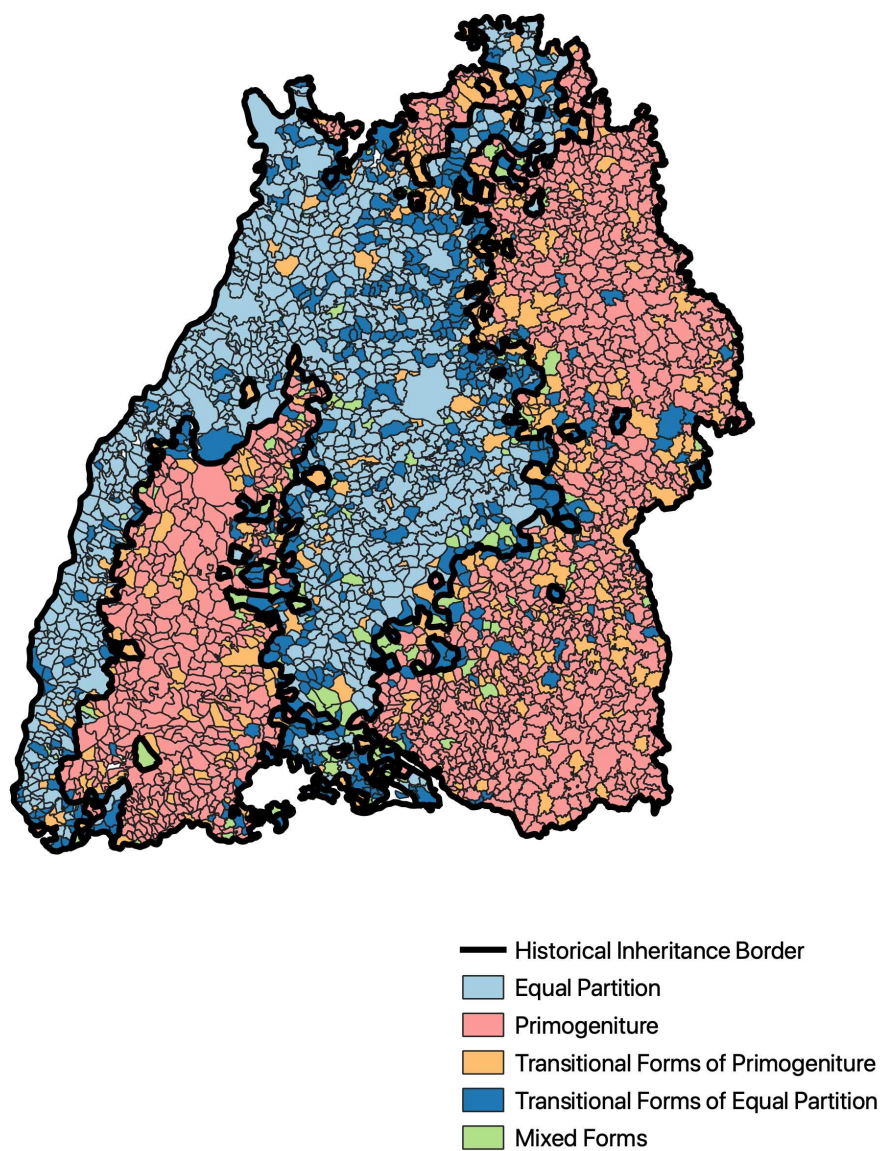 Historical Inheritance Border
Equal Partition
Primogeniture
Transitional Forms of Primogeniture
Transitional Forms of Equal Partition
Mixed Forms